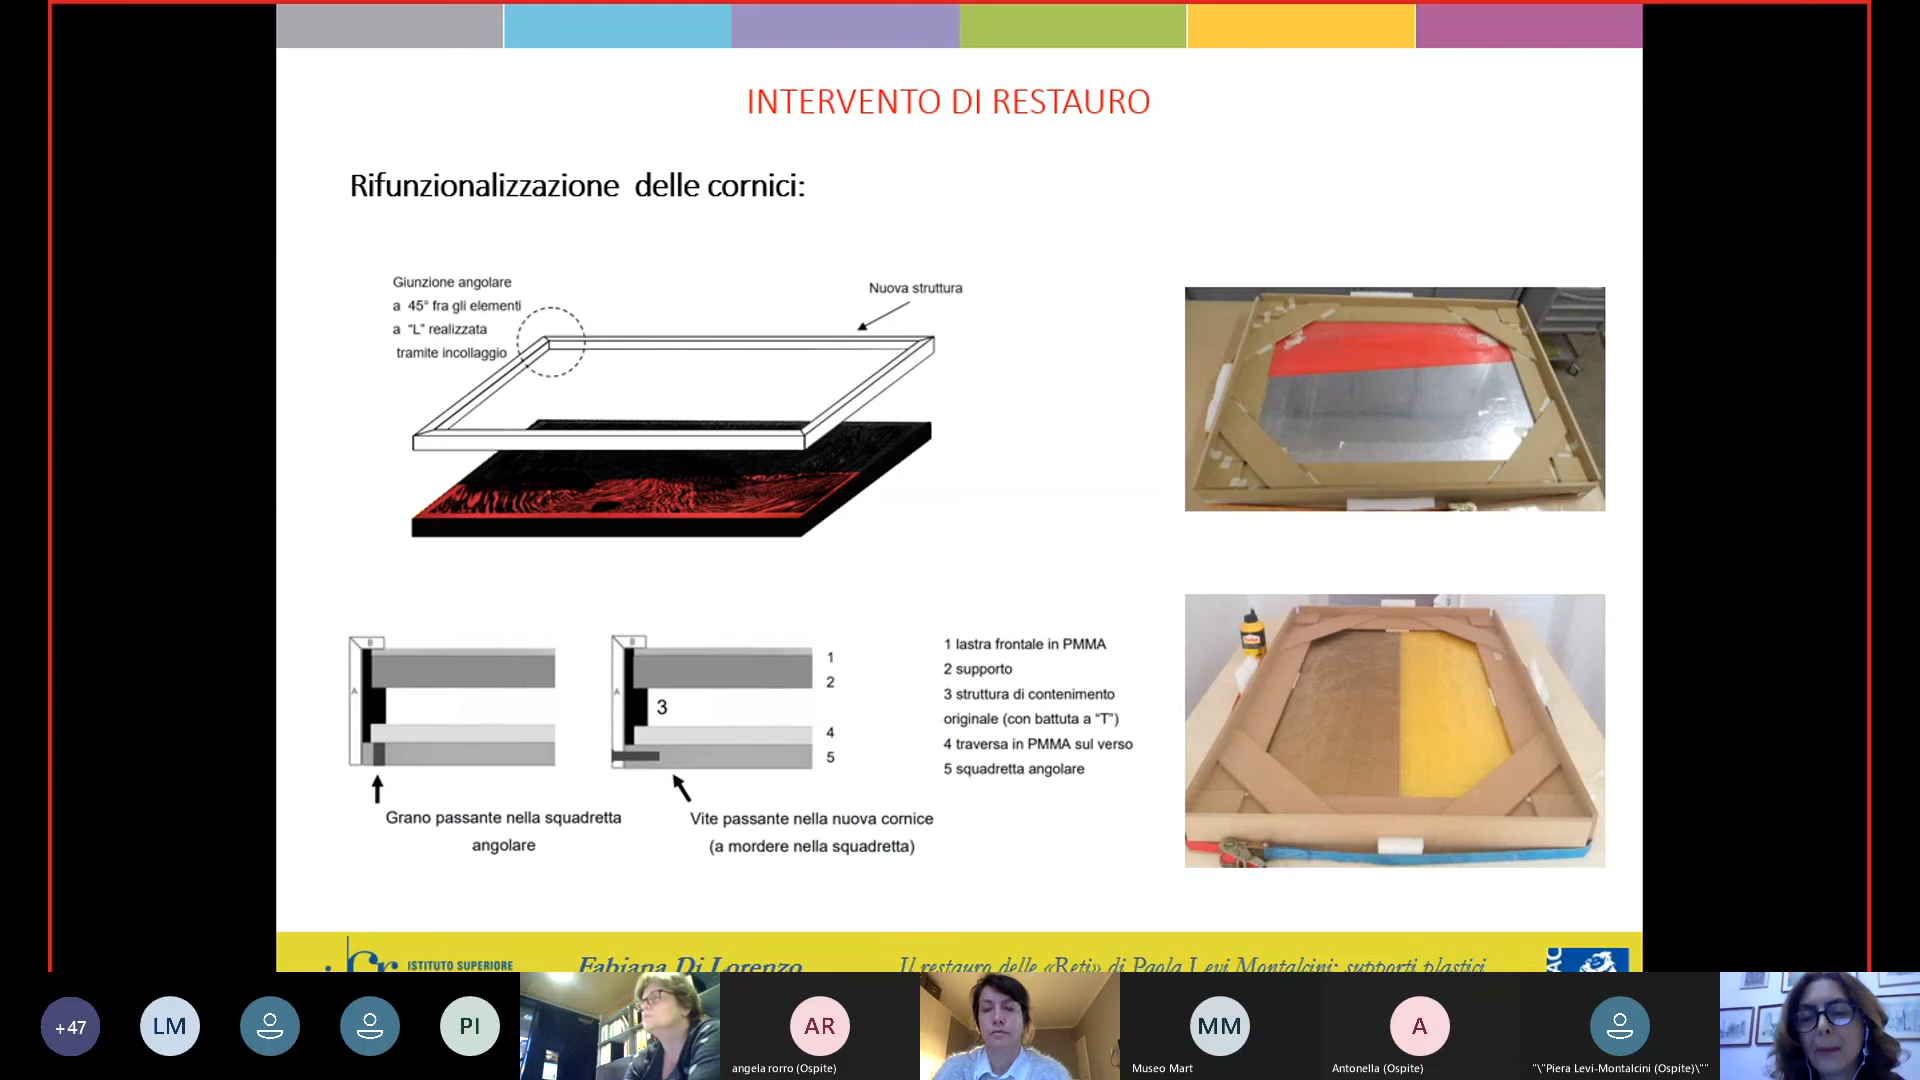 INTERVENTO DI RESTAURO
Rifunzionalizzazione delle cornici:
Giunzione angolare
a 45° fra gli elementi
a “L” realizzata
tramite incollaggio
Nuova struttura
B
A
B
A
1
2
3
4
5
Grano passante nella squadretta
angolare
Vite passante nella nuova cornice
(a mordere nella squadretta)
1 lastra frontale in PMMA
2 supporto
3 struttura di contenimento
originale (con battuta a “T”)
4 traversa in PMMA sul verso
5 squadretta angolare
ISTITUTO SUPERIORE
Fabiana Di Lorenzo
Il restauro delle «Reti» di Paola Levi Montalcini: supporti plastici
+47
LM
PI
AR
angela rorro (Ospite)
MM
Museo Mart
A
Antonella (Ospite)
"\"Piera Levi-Montalcini (Ospite)\""